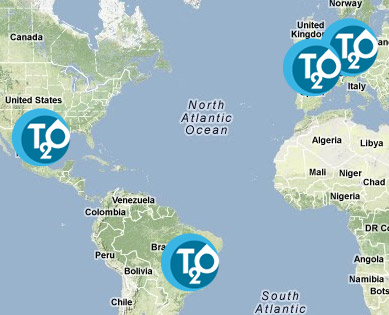 Norway
Canada
United
Kingdom
T2O
T2O
Italy
United States
North
Atlantic
Ocean
T2O
Algeria
Libya
Mali
Niger
Venezuela
Nigeria
Colombia
DR Co
Peru
Bra
T2O
Bolivia
Angola
Namibia
Bots
Chile
South
Atlantic